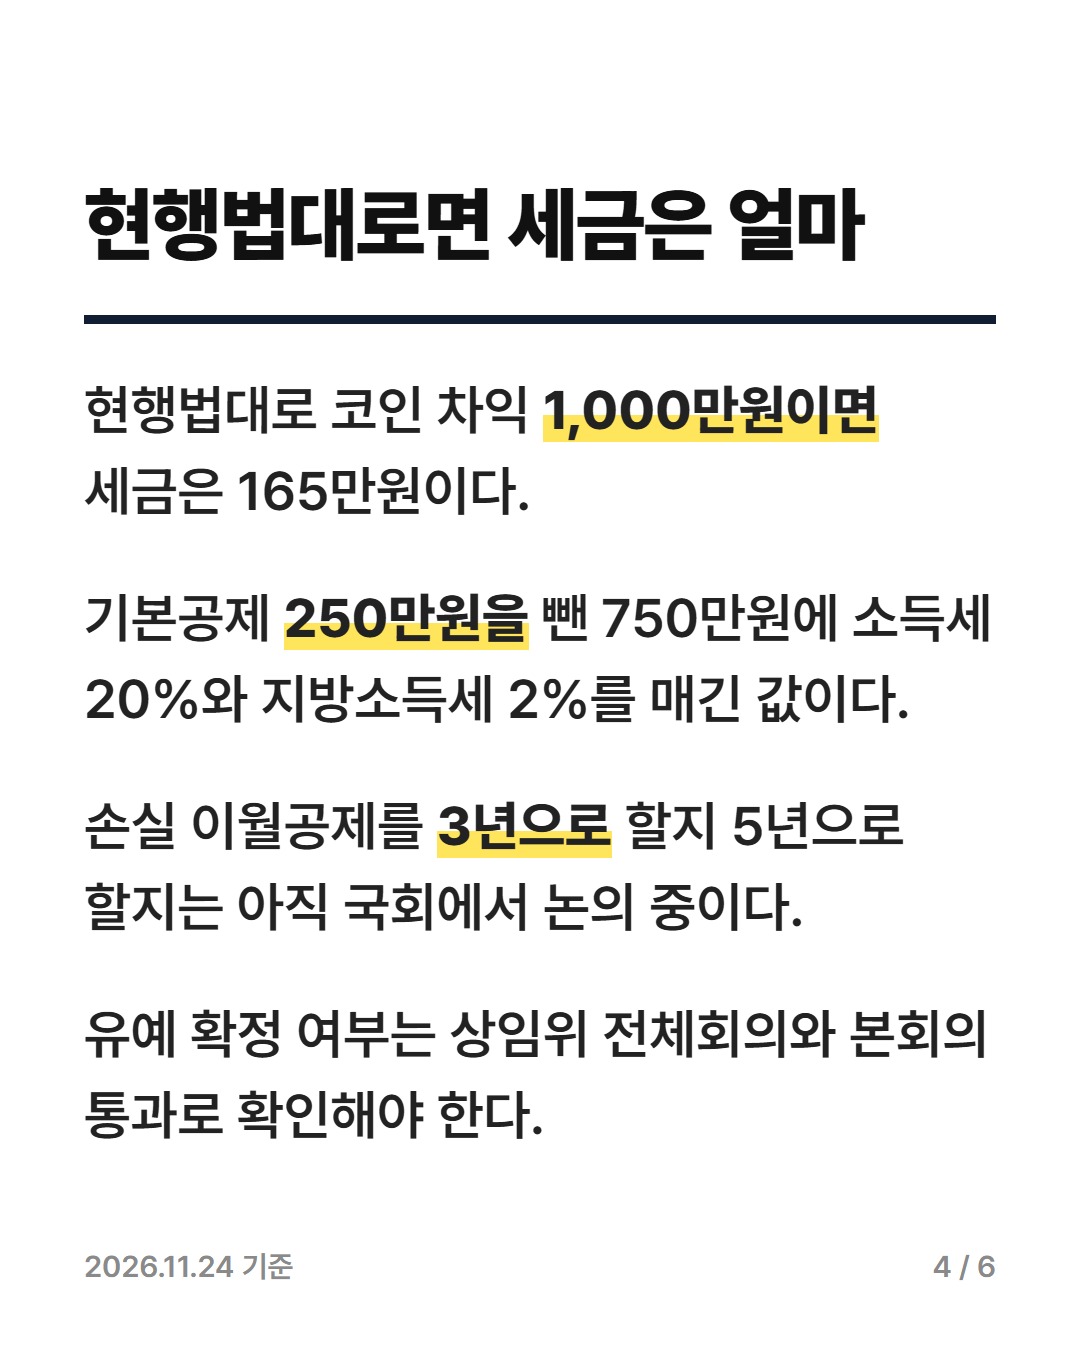 현행법대로면 세금은 얼마
현행법대로 코인 차익 1,000만원이면
세금은 165만원이다.
기본공제 250만원을 뺀 750만원에 소득세
20%와 지방소득세 2%를 매긴 값이다.
손실 이월공제를 3년으로 할지 5년으로
할지는 아직 국회에서 논의 중이다.
유예 확정 여부는 상임위 전체회의와 본회의
통과로 확인해야 한다.
2026.11.24 기준
4 / 6